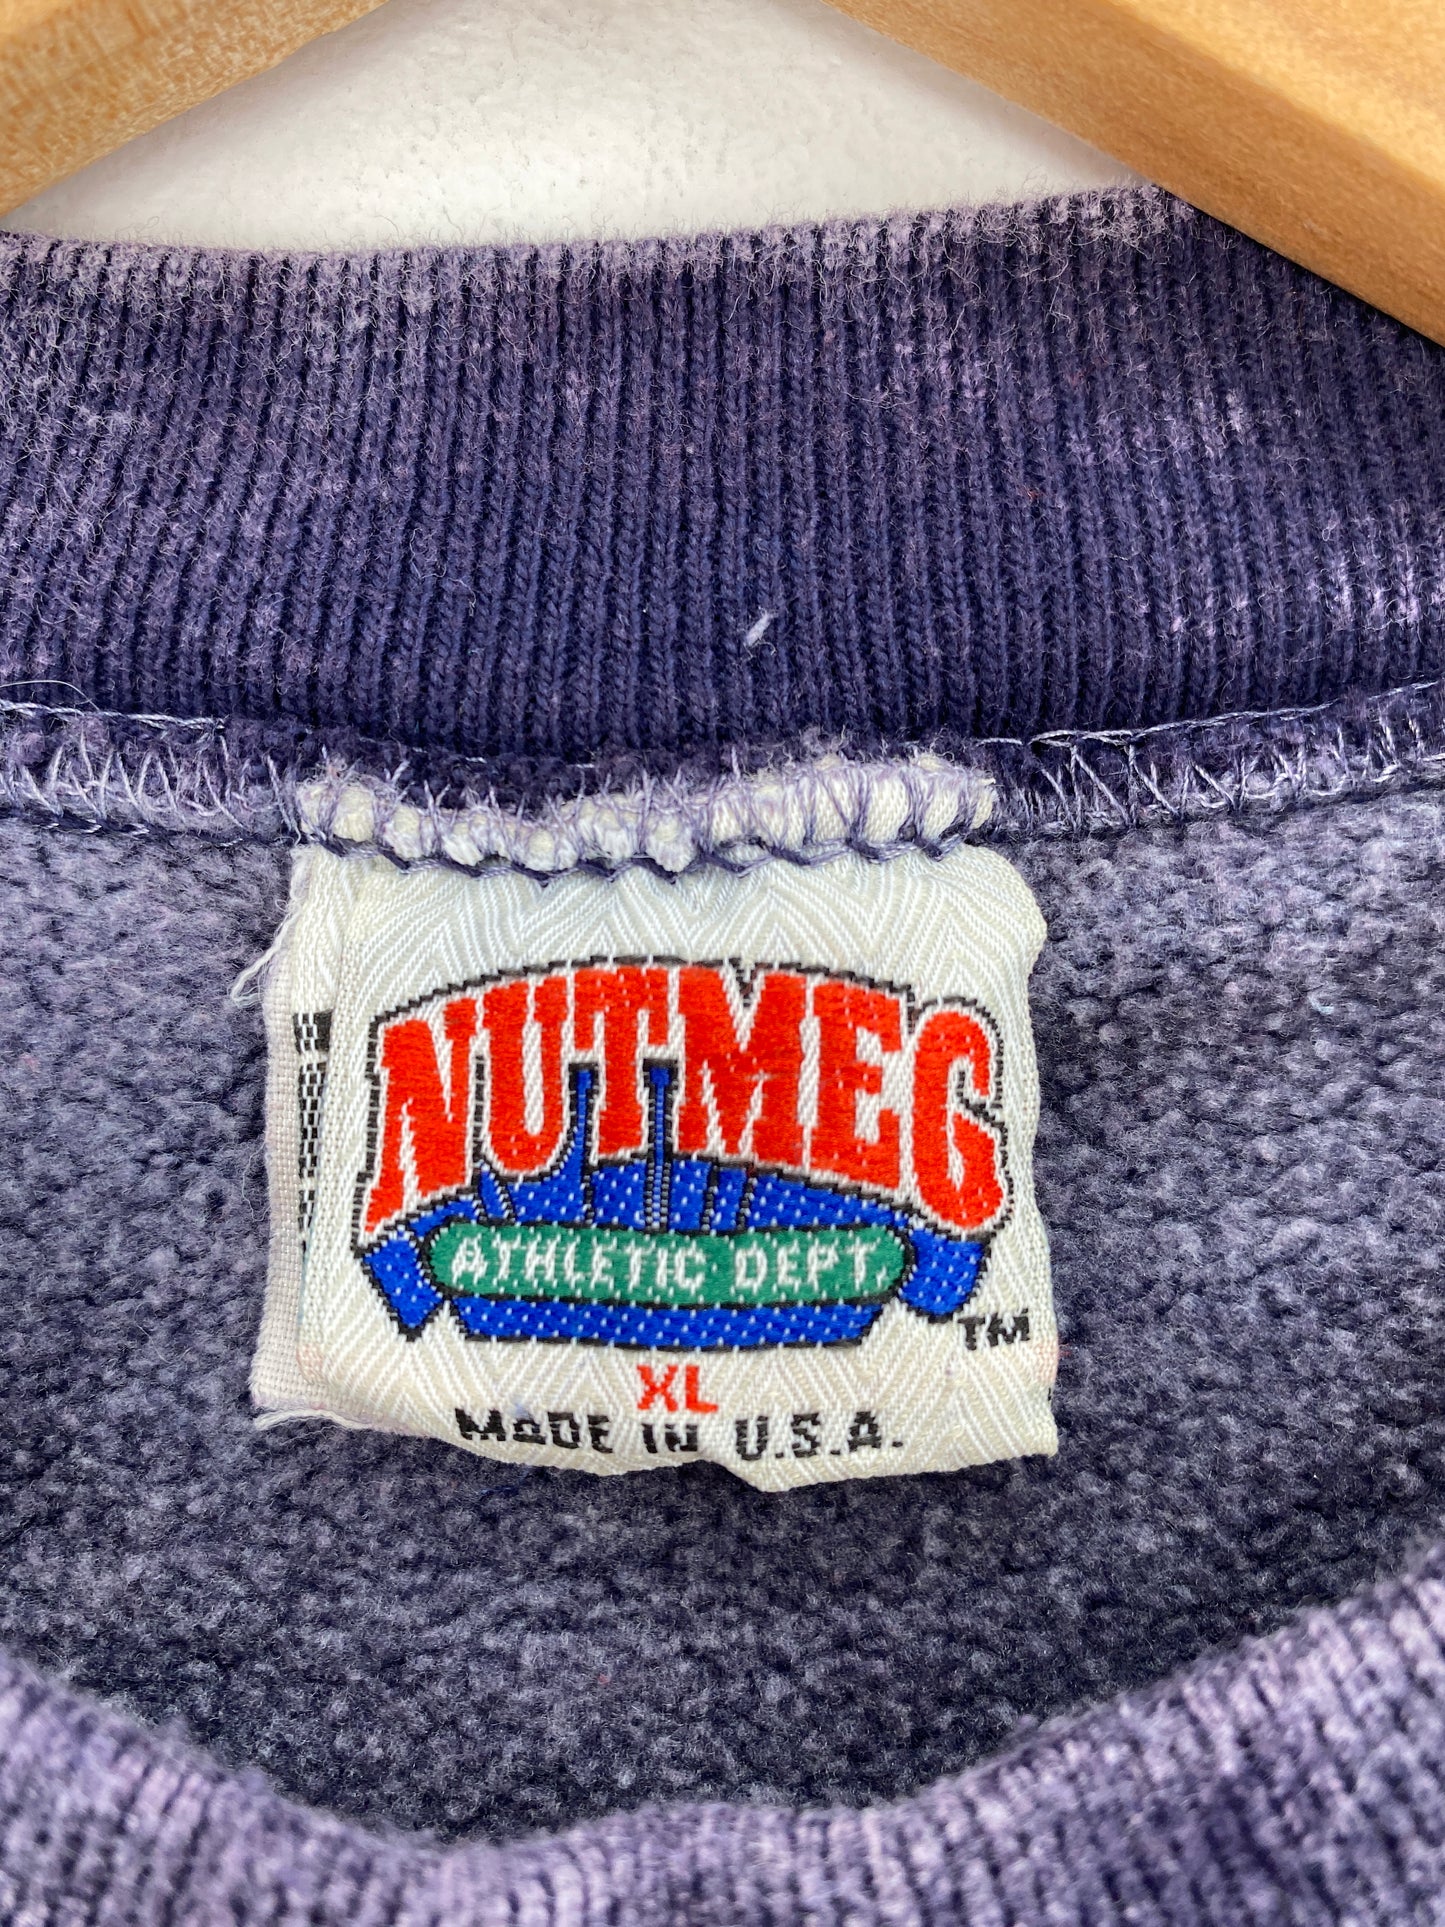 NUTMEG
ATHLETIC DEPT.
TM
XL
MADE IN U.S.A.